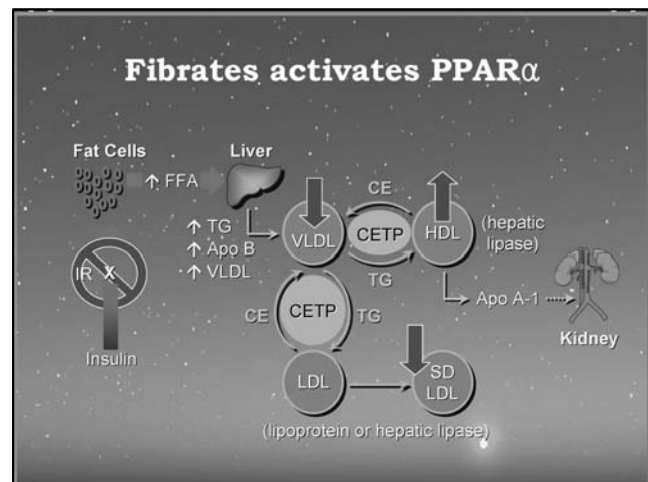 Fibrates activates PPARα
Fat Cells
↑ FFA
Liver
↑ TG
↑ Apo B
↑ VLDL
VLDL
CE
CETP
TG
HDL
(hepatic
lipase)
Apo A-1
Kidney
IR X
Insulin
CE
CETP
TG
LDL
SD
LDL
(lipoprotein or hepatic lipase)